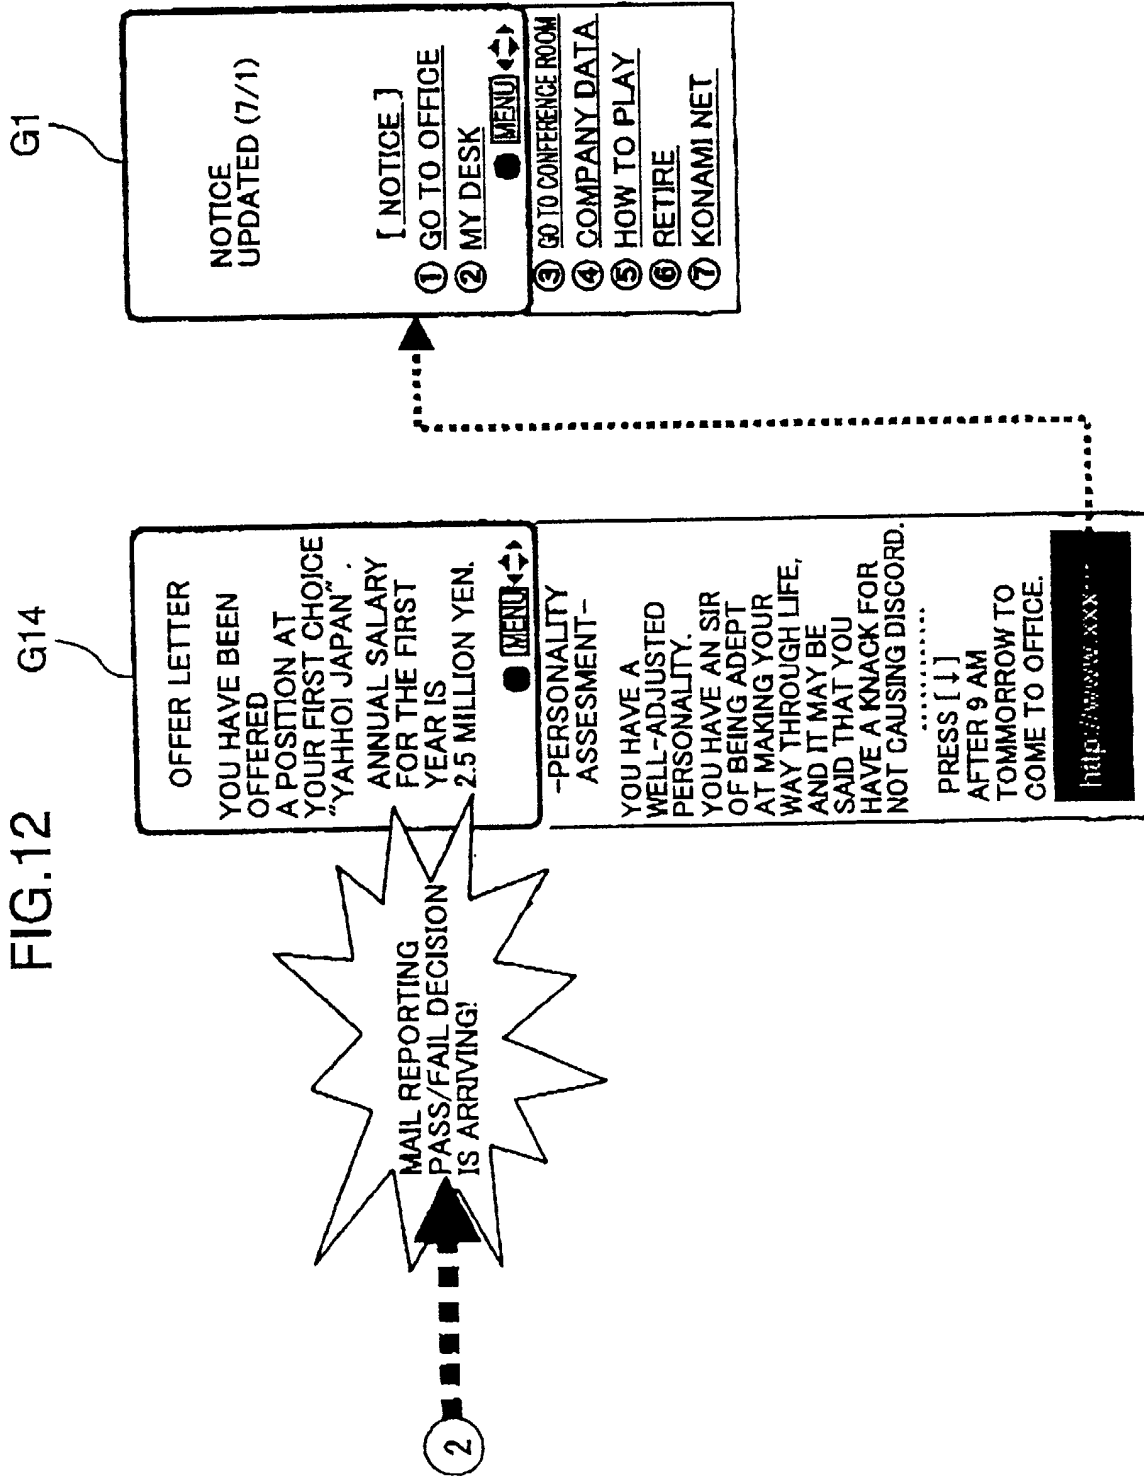 FIG.12
2
MAIL REPORTING
PASS/FAIL DECISION
IS ARRIVING!
G14
OFFER LETTER
YOU HAVE BEEN
OFFERED
A POSITION AT
YOUR FIRST CHOICE
"YAHHOI JAPAN".
ANNUAL SALARY
FOR THE FIRST
YEAR IS
2.5 MILLION YEN.
MENU
-PERSONALITY
ASSESMENT-
YOU HAVE A
WELL-ADJUSTED
PERSONALITY.
YOU HAVE AN SIR
OF BEING ADEPT
AT MAKING YOUR
WAY THROUGH LIFE,
AND IT MAY BE
SAID THAT YOU
HAVE A KNACK FOR
NOT CAUSING DISCORD.
...........
PRESS [↓]
AFTER 9 AM
TOMMORROW TO
COME TO OFFICE.
http://www.xxx...
G1
NOTICE
UPDATED (7/1)
[ NOTICE ]
① GO TO OFFICE
② MY DESK
MENU
③ GO TO CONFERENCE ROOM
④ COMPANY DATA
⑤ HOW TO PLAY
⑥ RETIRE
⑦ KONAMI NET